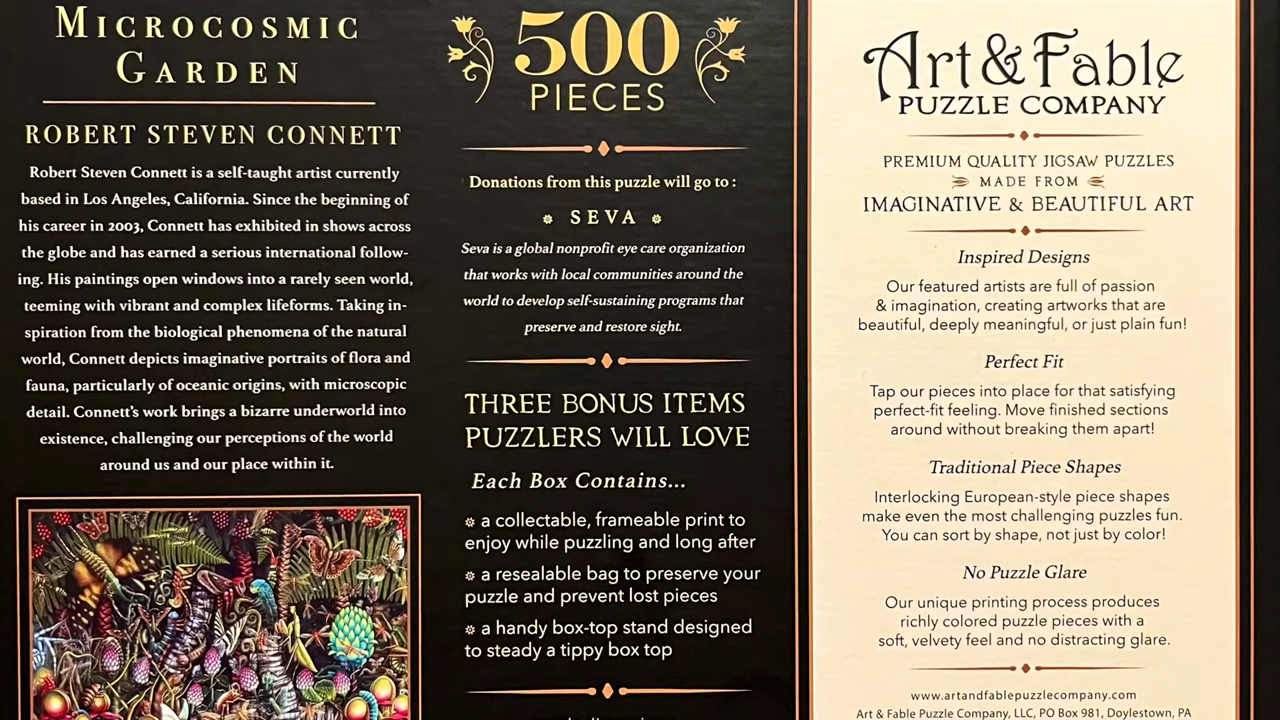 MICROCOSMIC
GARDEN
ROBERT STEVEN CONNETT
Robert Steven Connett is a self-taught artist currently
based in Los Angeles, California. Since the beginning of
his career in 2003, Connett has exhibited in shows across
the globe and has earned a serious international follow-
ing. His paintings open windows into a rarely seen world,
teeming with vibrant and complex lifeforms. Taking in-
spiration from the biological phenomena of the natural
world, Connett depicts imaginative portraits of flora and
fauna, particularly of oceanic origins, with microscopic
detail. Connett's work brings a bizarre underworld into
existence, challenging our perceptions of the world
around us and our place within it.
500
PIECES
Donations from this puzzle will go to :
SEVA
Seva is a global nonprofit eye care organization
that works with local communities around the
world to develop self-sustaining programs that
preserve and restore sight.
THREE BONUS ITEMS
PUZZLERS WILL LOVE
Each Box Contains...
a collectable, frameable print to
enjoy while puzzling and long after
a resealable bag to preserve your
puzzle and prevent lost pieces
a handy box-top stand designed
to steady a tippy box top
Art & Fable
PUZZLE COMPANY
PREMIUM QUALITY JIGSAW PUZZLES
MADE FROM
IMAGINATIVE & BEAUTIFUL ART
Inspired Designs
Our featured artists are full of passion
& imagination, creating artworks that are
beautiful, deeply meaningful, or just plain fun!
Perfect Fit
Tap our pieces into place for that satisfying
perfect-fit feeling. Move finished sections
around without breaking them apart!
Traditional Piece Shapes
Interlocking European-style piece shapes
make even the most challenging puzzles fun.
You can sort by shape, not just by color!
No Puzzle Glare
Our unique printing process produces
richly colored puzzle pieces with a
soft, velvety feel and no distracting glare.
www.artandfablepuzzlecompany.com
Art & Fable Puzzle Company, LLC, PO Box 981, Doylestown, PA